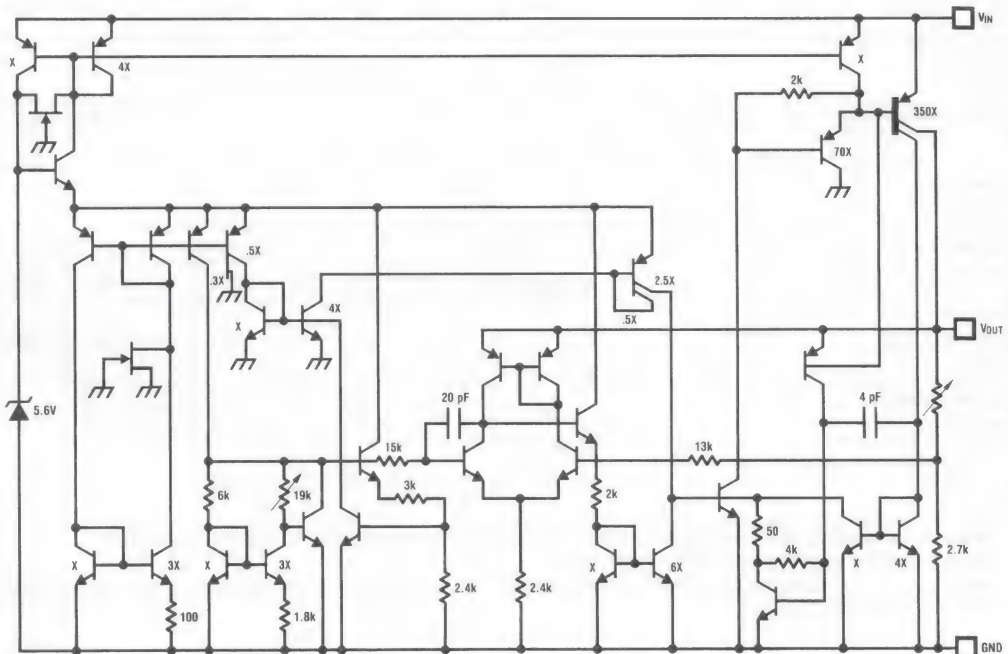 VIN
X
4X
X
2k
350X
70X
.5X
.3X
4X
2.5X
X
.5X
VOUT
5.6V
20 pF
4 pF
15k
13k
6k
19k
3k
2k
50
4k
X
3X
X
3X
2.4k
2.4k
X
6X
X
4X
2.7k
100
1.8k
GND